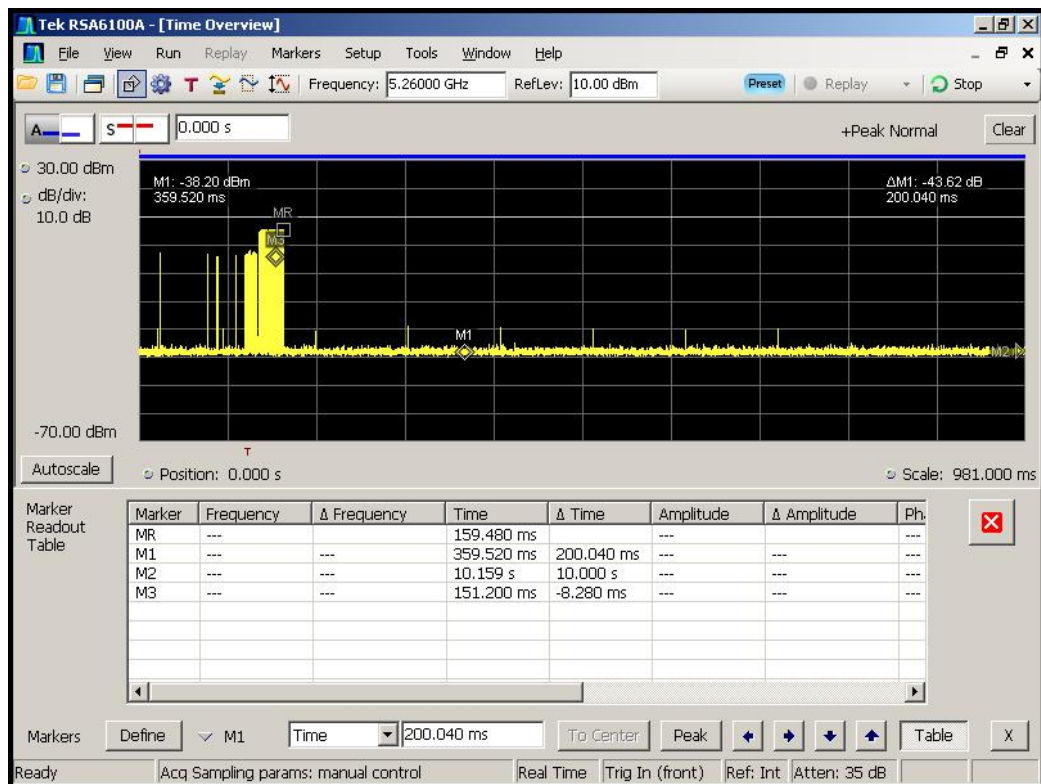 Tek RSA6100A - [Time Overview]
File View Run Replay Markers Setup Tools Window Help
T Frequency: 5.26000 GHz RefLev: 10.00 dBm Preset Replay Stop
A S 0.000 s +Peak Normal Clear
30.00 dBm
dB/div:
10.0 dB
M1: -38.20 dBm
359.520 ms
ΔM1: -43.62 dB
200.040 ms
MR
M3
M1
M2
-70.00 dBm
T
Autoscale Position: 0.000 s Scale: 981.000 ms
Marker
Readout
Table
Marker Frequency Δ Frequency Time Δ Time Amplitude Δ Amplitude Ph.
MR --- 159.480 ms --- ---
M1 --- --- 359.520 ms 200.040 ms --- --- ---
M2 --- --- 10.159 s 10.000 s --- --- ---
M3 --- --- 151.200 ms -8.280 ms --- --- ---
Markers Define M1 Time 200.040 ms To Center Peak Table X
Ready Acq Sampling params: manual control Real Time Trig In (front) Ref: Int Atten: 35 dB